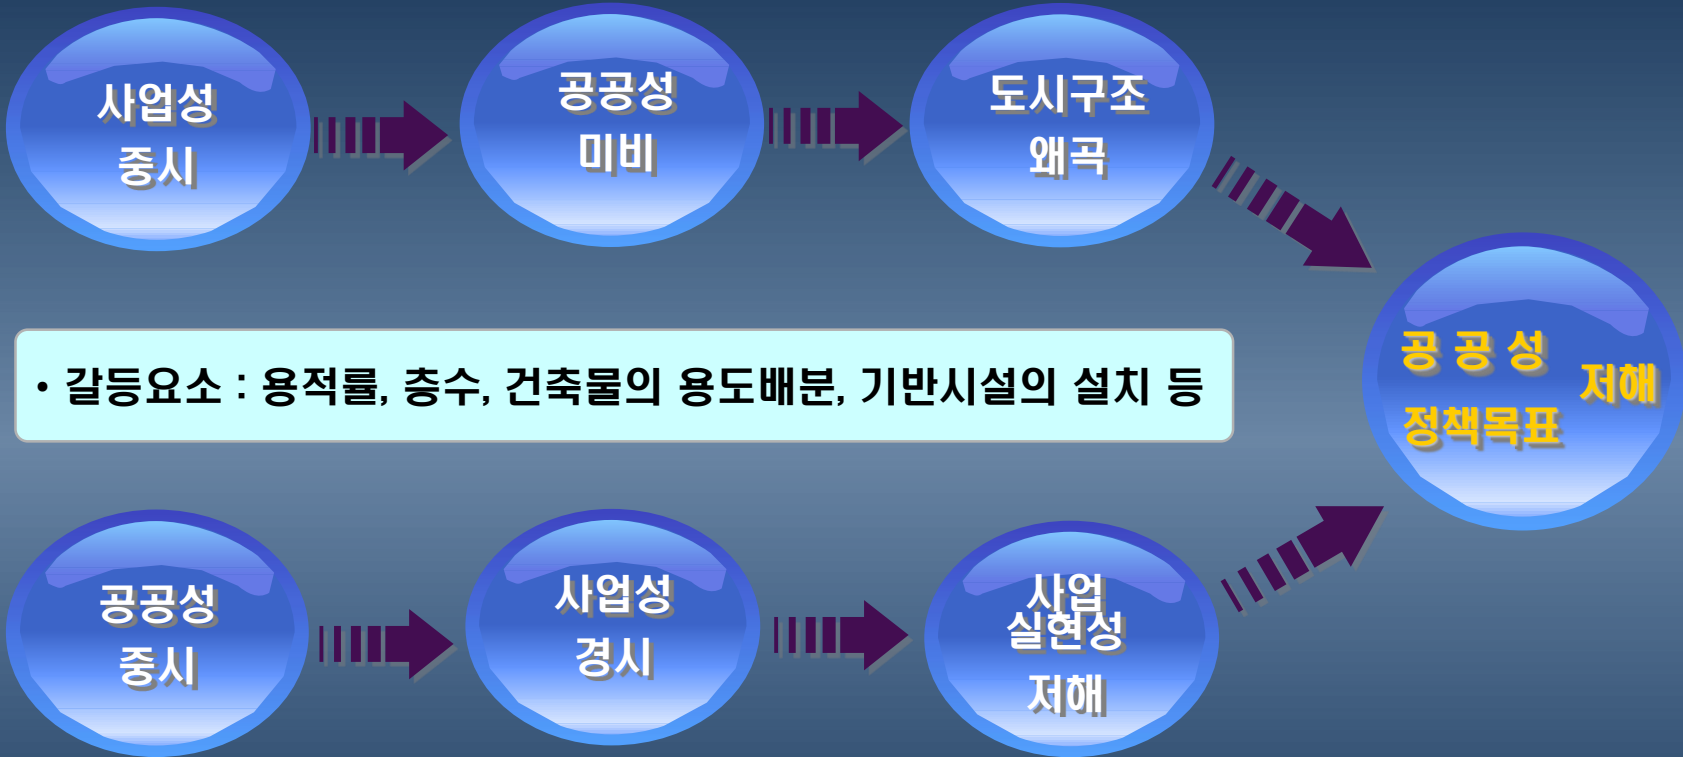 사업성
중시
공공성
미비
도시구조
왜곡
공 공 성
정책목표
저해
• 갈등요소 : 용적률, 층수, 건축물의 용도배분, 기반시설의 설치 등
공공성
중시
사업성
경시
사업
실현성
저해